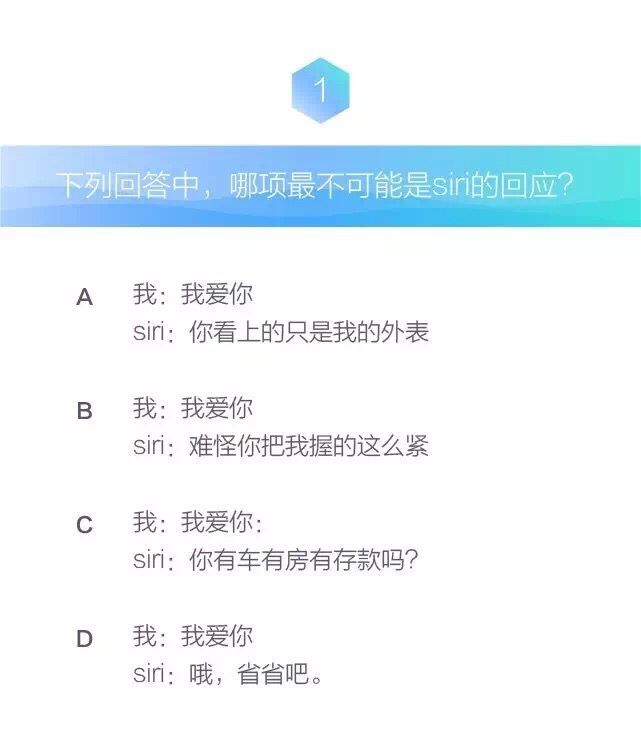 1
下列回答中，哪项最不可能是siri的回应？
A 我：我爱你
siri：你看上的只是我的外表
B 我：我爱你
siri：难怪你把我握的这么紧
C 我：我爱你：
siri：你有车有房有存款吗？
D 我：我爱你
siri：哦，省省吧。